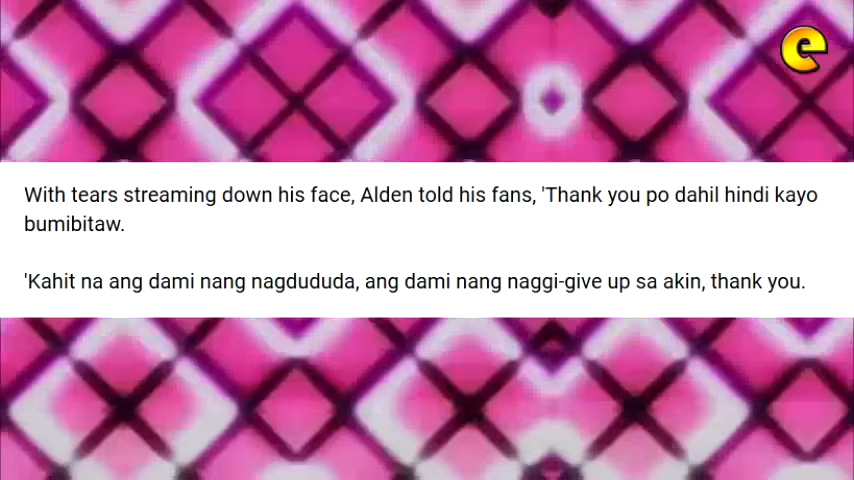 With tears streaming down his face, Alden told his fans, 'Thank you po dahil hindi kayo
bumibitaw.
'Kahit na ang dami nang nagdududa, ang dami nang naggi-give up sa akin, thank you.
e